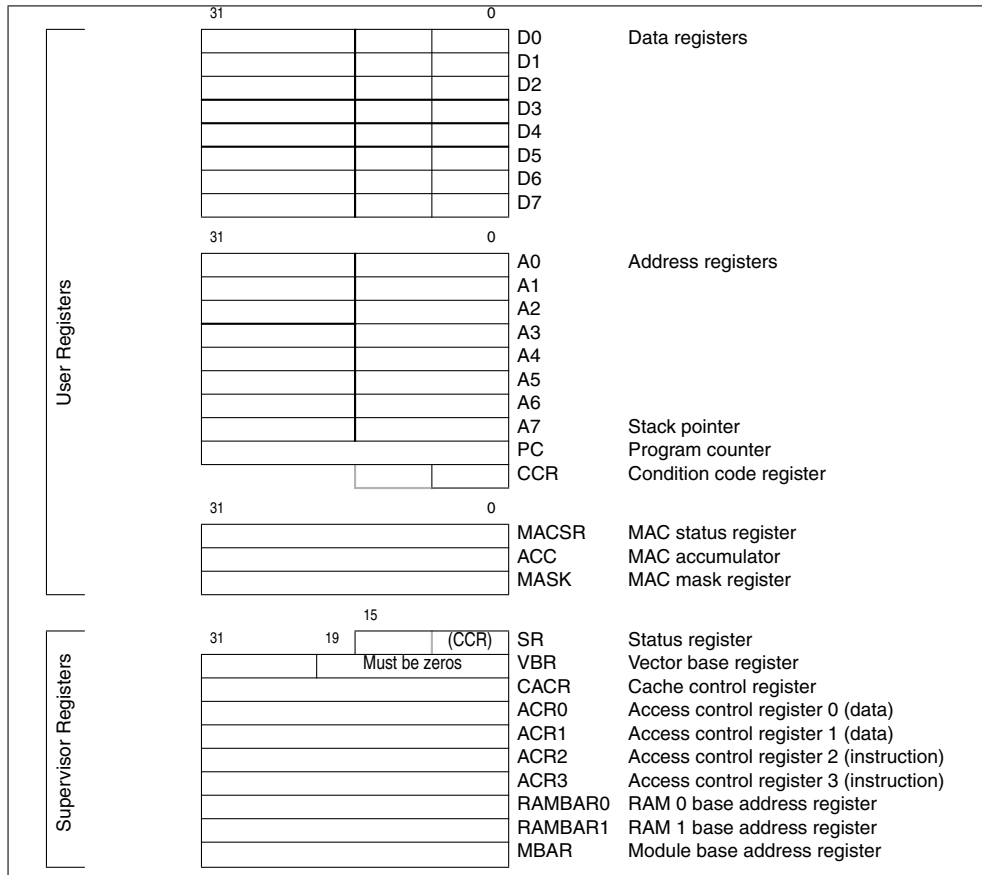 31 0
D0 Data registers
D1
D2
D3
D4
D5
D6
D7
31 0
A0 Address registers
A1
A2
A3
A4
A5
A6
A7 Stack pointer
PC Program counter
CCR Condition code register
User Registers
31 0
MACSR MAC status register
ACC MAC accumulator
MASK MAC mask register
15
31 19 (CCR) SR Status register
Must be zeros VBR Vector base register
CACR Cache control register
ACR0 Access control register 0 (data)
ACR1 Access control register 1 (data)
ACR2 Access control register 2 (instruction)
ACR3 Access control register 3 (instruction)
RAMBAR0 RAM 0 base address register
RAMBAR1 RAM 1 base address register
MBAR Module base address register
Supervisor Registers